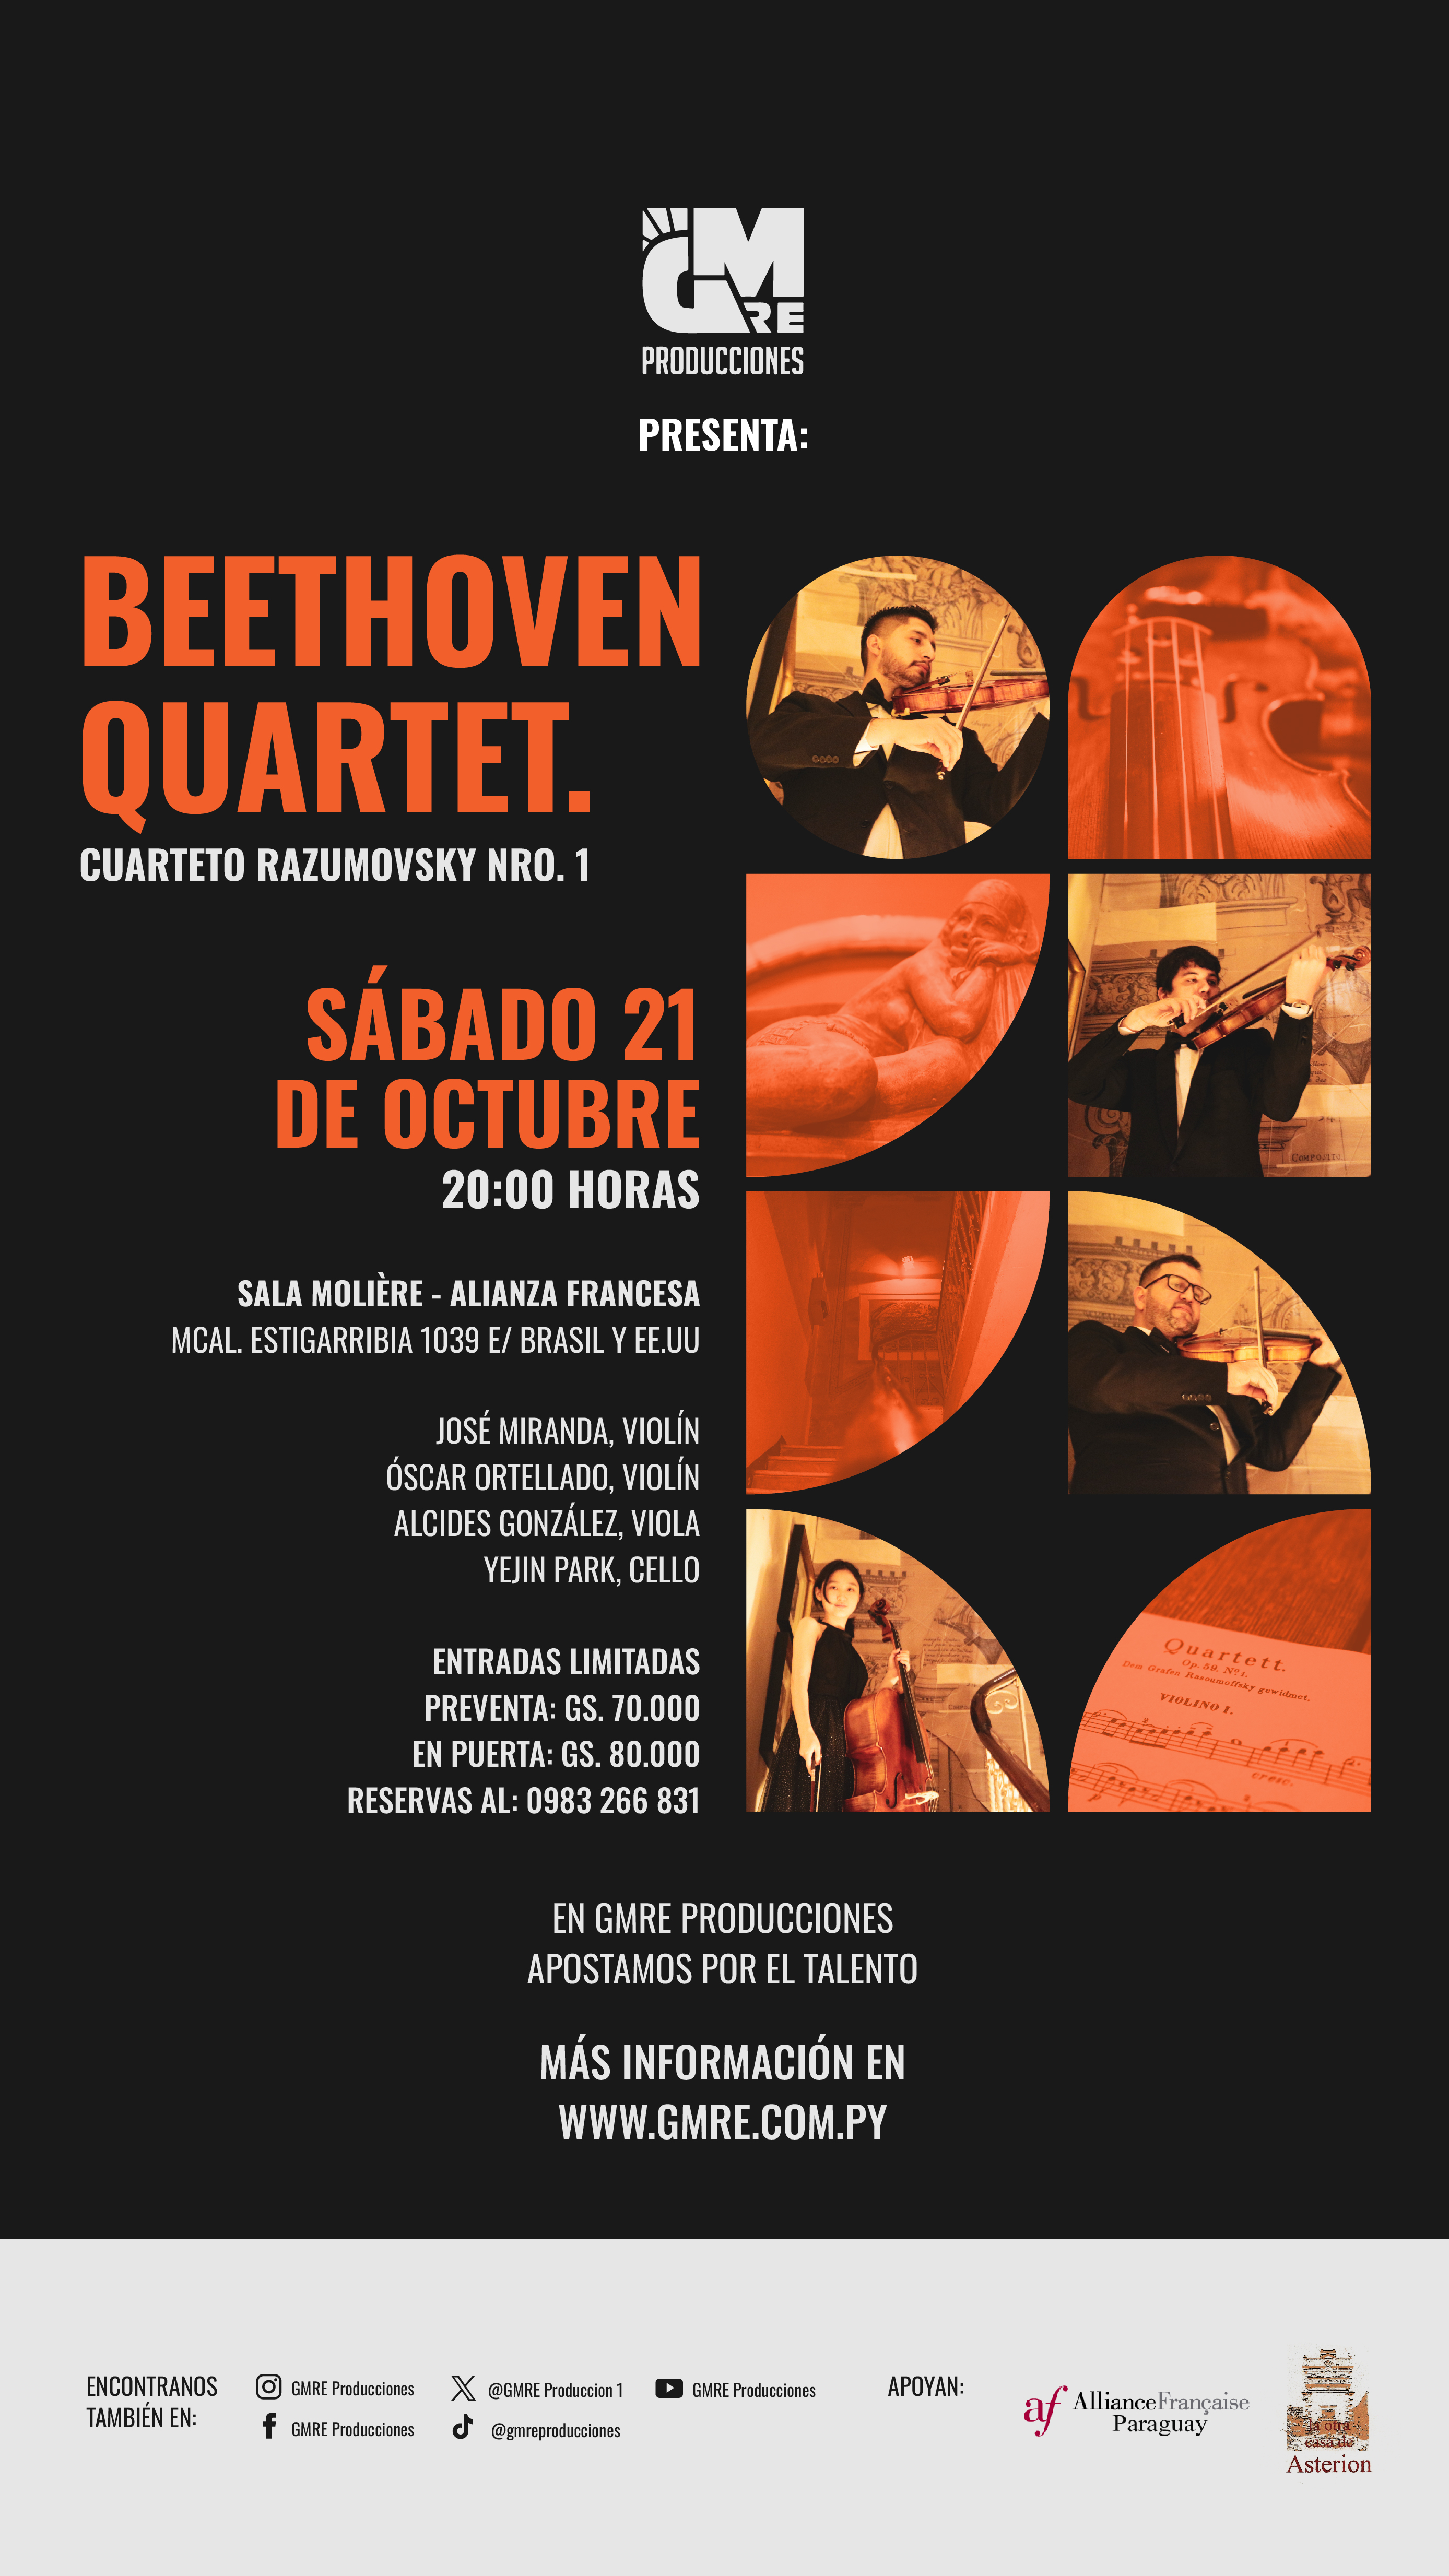 GMRE
PRODUCCIONES
PRESENTA:
BEETHOVEN
QUARTET.
CUARTETO RAZUMOVSKY NRO. 1
SÁBADO 21
DE OCTUBRE
20:00 HORAS
SALA MOLIÈRE - ALIANZA FRANCESA
MCAL. ESTIGARRIBIA 1039 E/ BRASIL Y EE.UU
JOSÉ MIRANDA, VIOLÍN
ÓSCAR ORTELLADO, VIOLÍN
ALCIDES GONZÁLEZ, VIOLA
YEJIN PARK, CELLO
ENTRADAS LIMITADAS
PREVENTA: GS. 70.000
EN PUERTA: GS. 80.000
RESERVAS AL: 0983 266 831
COMPOJITO
Quartett.
Op. 59. Nº 1.
Dem Grafen Rasoumoffsky gewidmet.
VIOLINO I.
cresc.
EN GMRE PRODUCCIONES
APOSTAMOS POR EL TALENTO
MÁS INFORMACIÓN EN
WWW.GMRE.COM.PY
ENCONTRANOS
TAMBIÉN EN:
GMRE Producciones
GMRE Producciones
@GMRE Produccion 1
@gmreproducciones
GMRE Producciones
APOYAN:
af AllianceFrançaise
Paraguay
la otra
casa de
Asterion